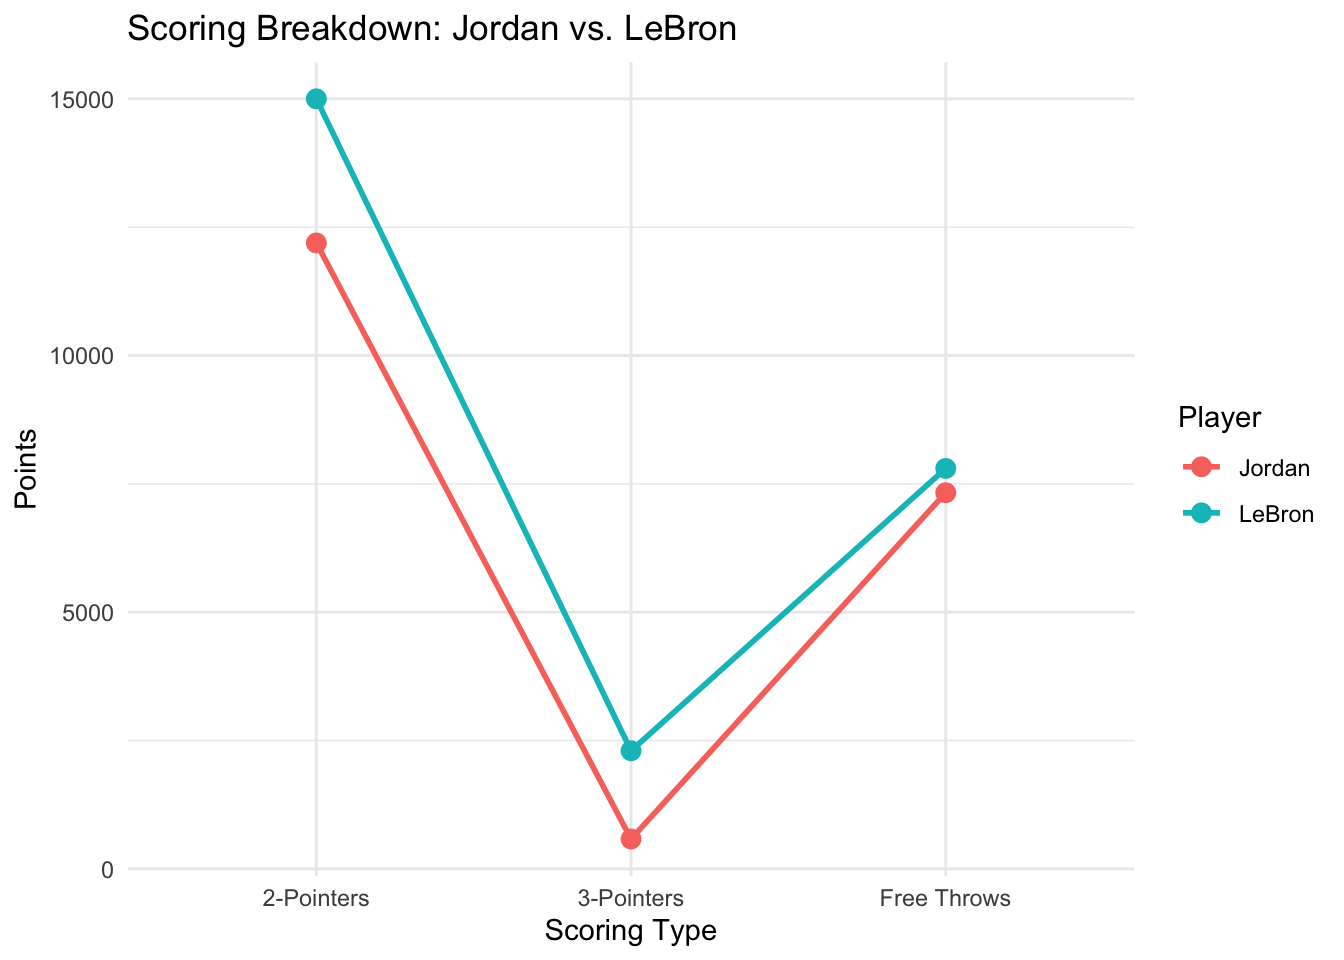 Scoring Breakdown: Jordan vs. LeBron
Points
15000
10000
5000
0
2-Pointers
3-Pointers
Free Throws
Scoring Type
Player
Jordan
LeBron